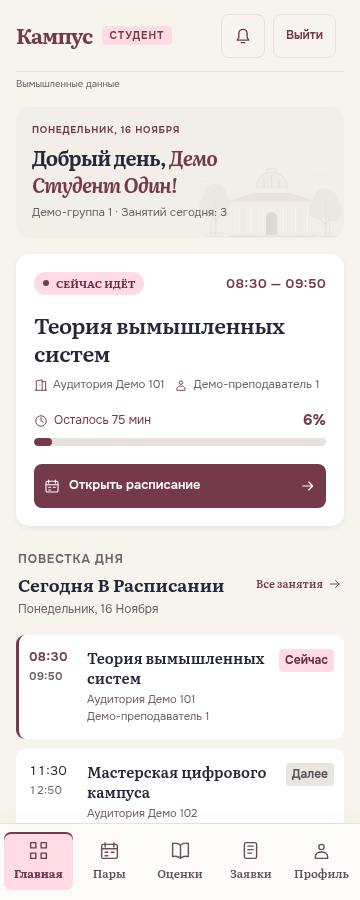 Кампус СТУДЕНТ Выйти
Вымышленные данные
ПОНЕДЕЛЬНИК, 16 НОЯБРЯ
Добрый день, Демо
Студент Один!
Демо-группа 1 · Занятий сегодня: 3
СЕЙЧАС ИДЁТ 08:30 — 09:50
Теория вымышленных
систем
Аудитория Демо 101 Демо-преподаватель 1
Осталось 75 мин 6%
Открыть расписание
ПОВЕСТКА ДНЯ
Сегодня В Расписании Все занятия
Понедельник, 16 Ноября
08:30 Теория вымышленных Сейчас
09:50 систем
Аудитория Демо 101
Демо-преподаватель 1
11:30 Мастерская цифрового Далее
12:50 кампуса
Аудитория Демо 102
Главная Пары Оценки Заявки Профиль